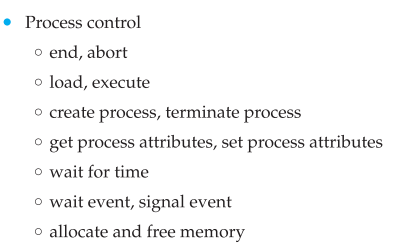 • Process control
◦ end, abort
◦ load, execute
◦ create process, terminate process
◦ get process attributes, set process attributes
◦ wait for time
◦ wait event, signal event
◦ allocate and free memory